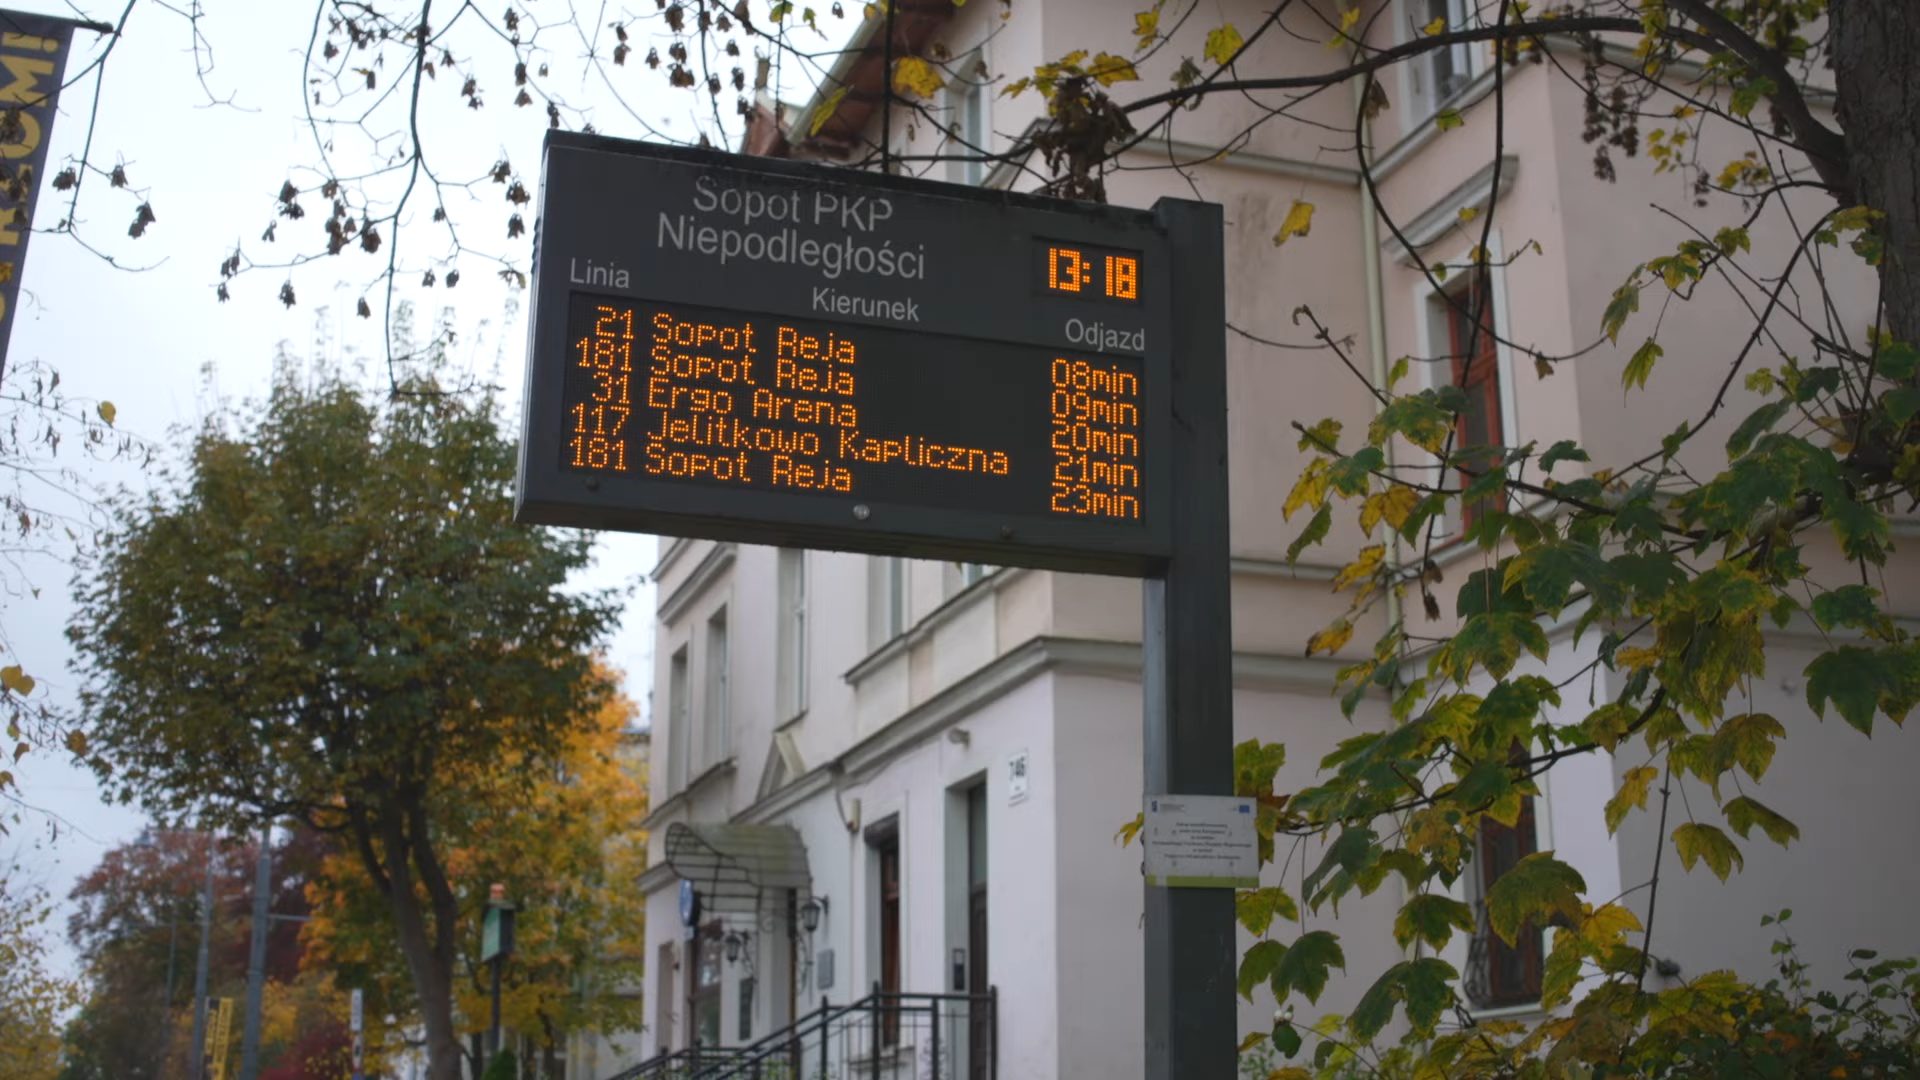 Sopot PKP
Niepodległości
13:18
Linia
Kierunek
Odjazd
21 Sopot Reja 08min
181 Sopot Reja 09min
31 Ergo Arena 20min
117 Jelitkowo Kapliczna 21min
181 Sopot Reja 23min
746